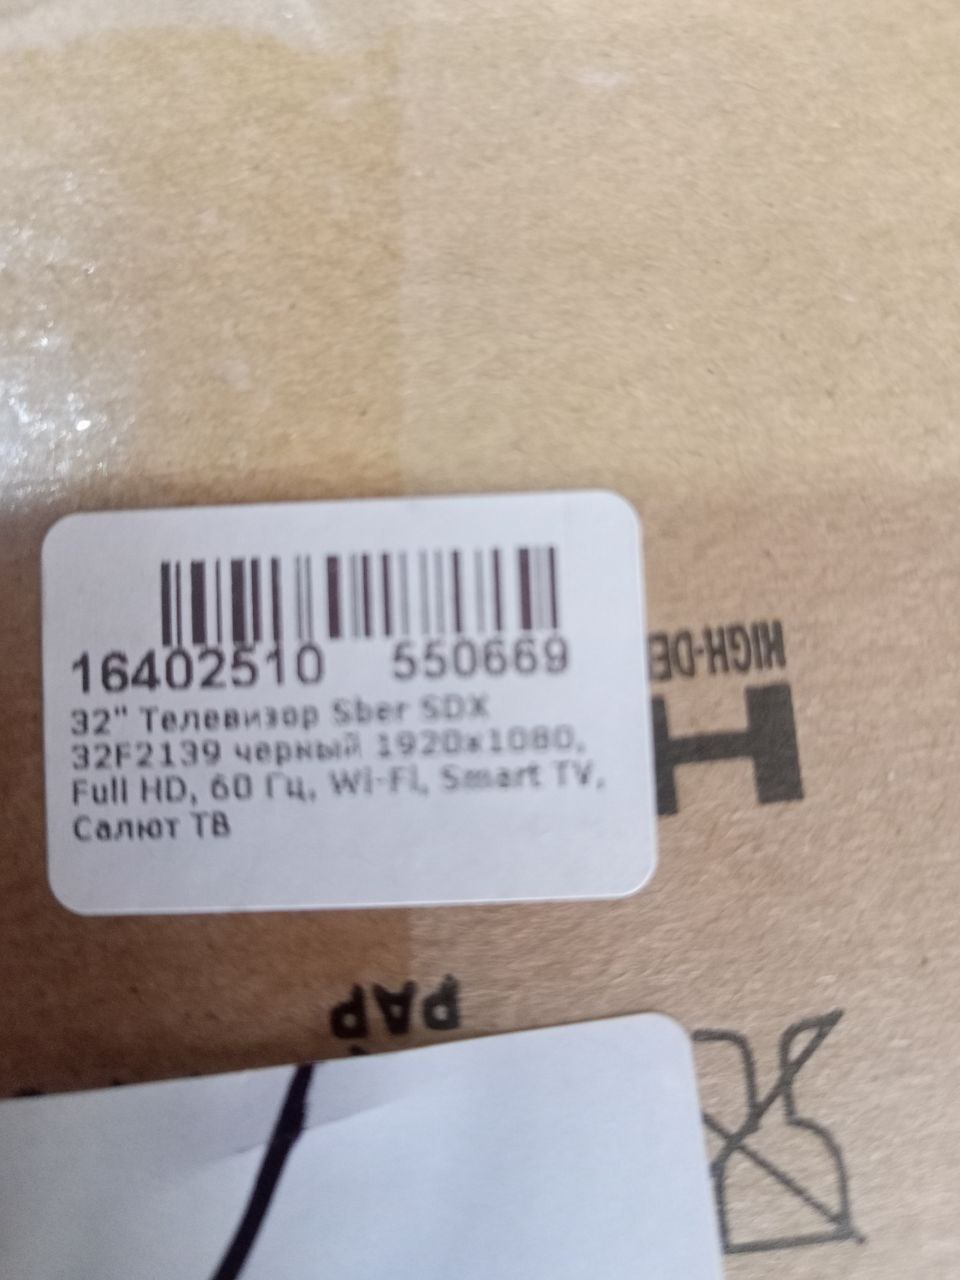 16402510 550669
32" Телевизор Sber SDX
32F2139 черный 1920x1080,
Full HD, 60 Гц, Wi-Fi, Smart TV,
Салют ТВ
HIGH-DE
H
PAP